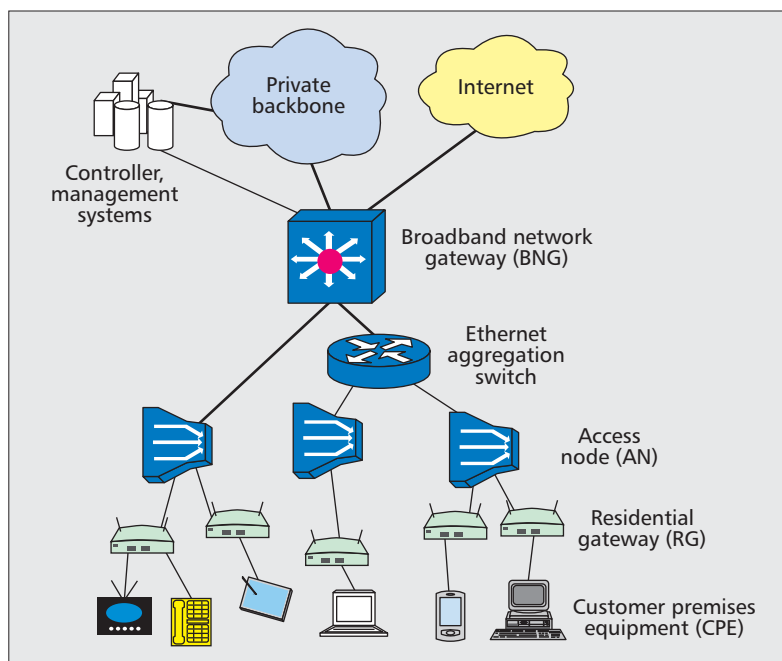 Private
backbone
Internet
Controller,
management
systems
Broadband network
gateway (BNG)
Ethernet
aggregation
switch
Access
node (AN)
Residential
gateway (RG)
Customer premises
equipment (CPE)